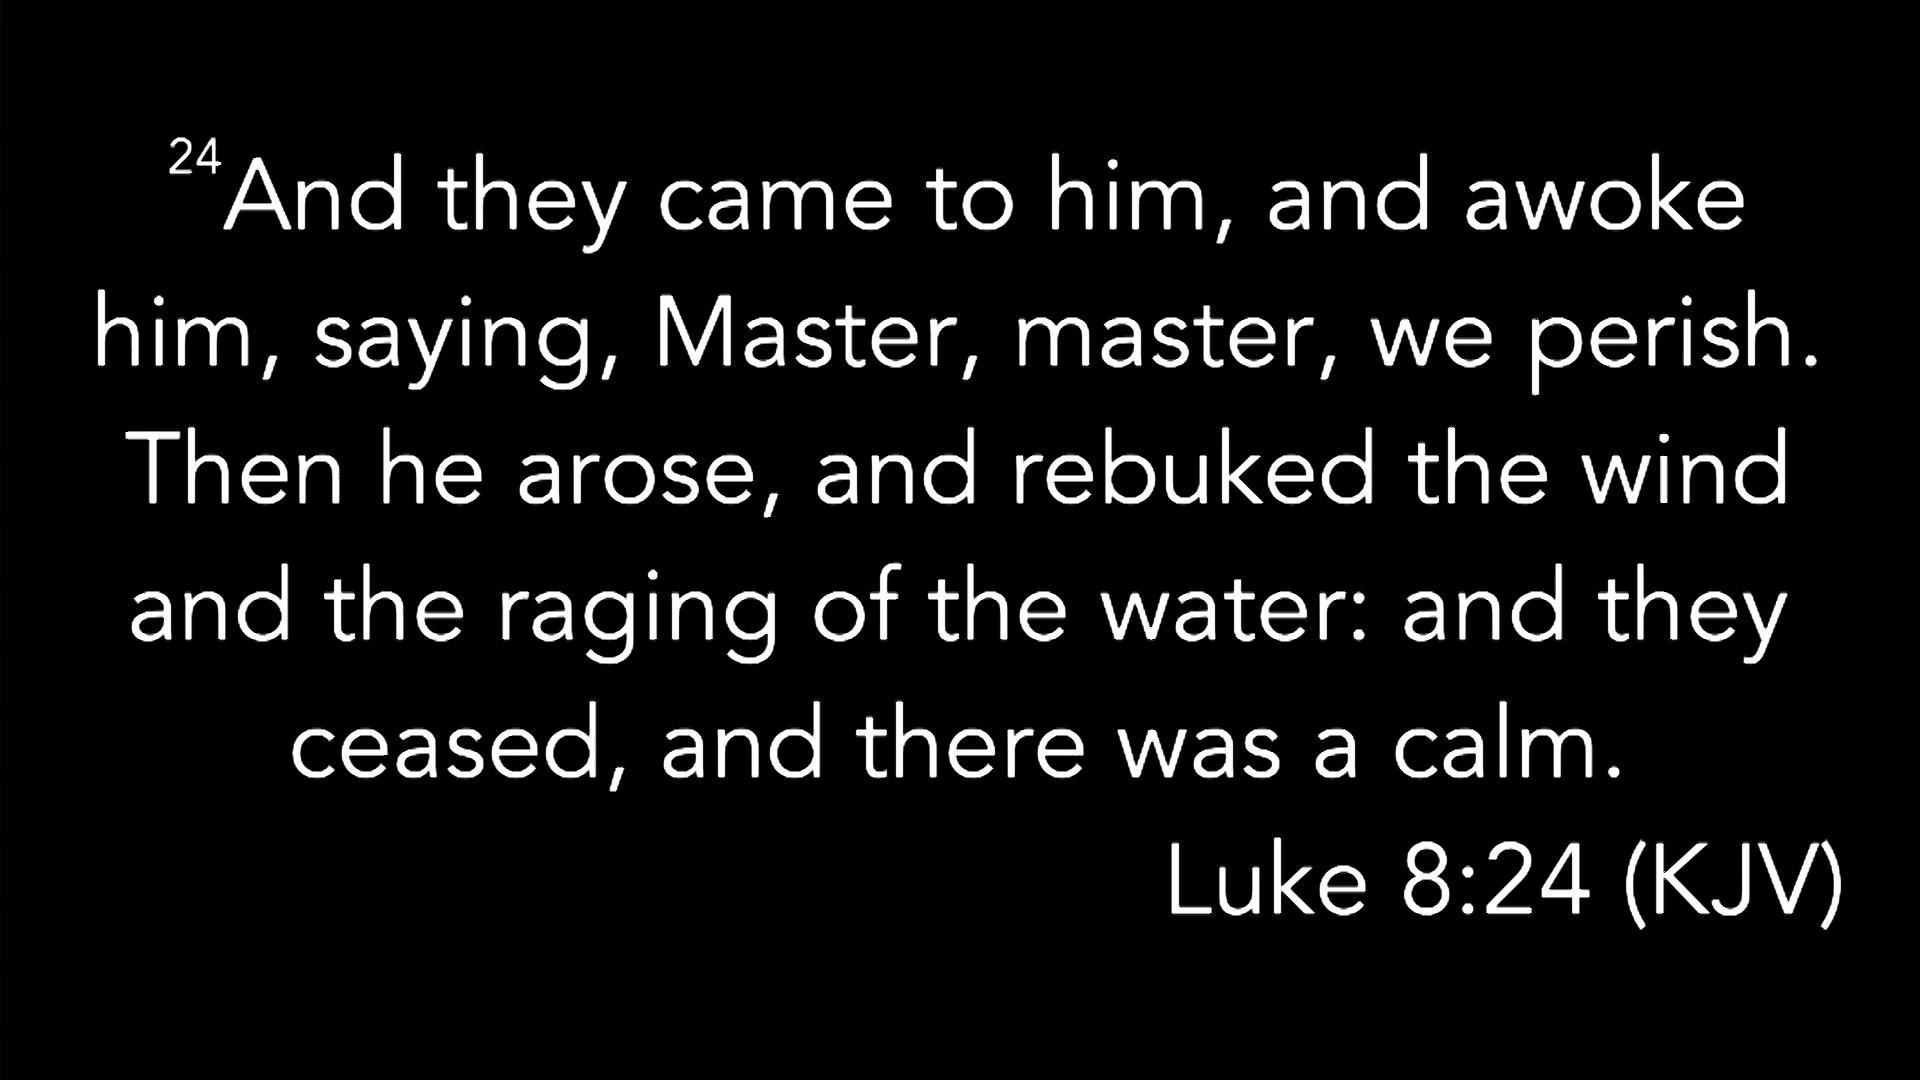 24And they came to him, and awoke
him, saying, Master, master, we perish.
Then he arose, and rebuked the wind
and the raging of the water: and they
ceased, and there was a calm.
Luke 8:24 (KJV)